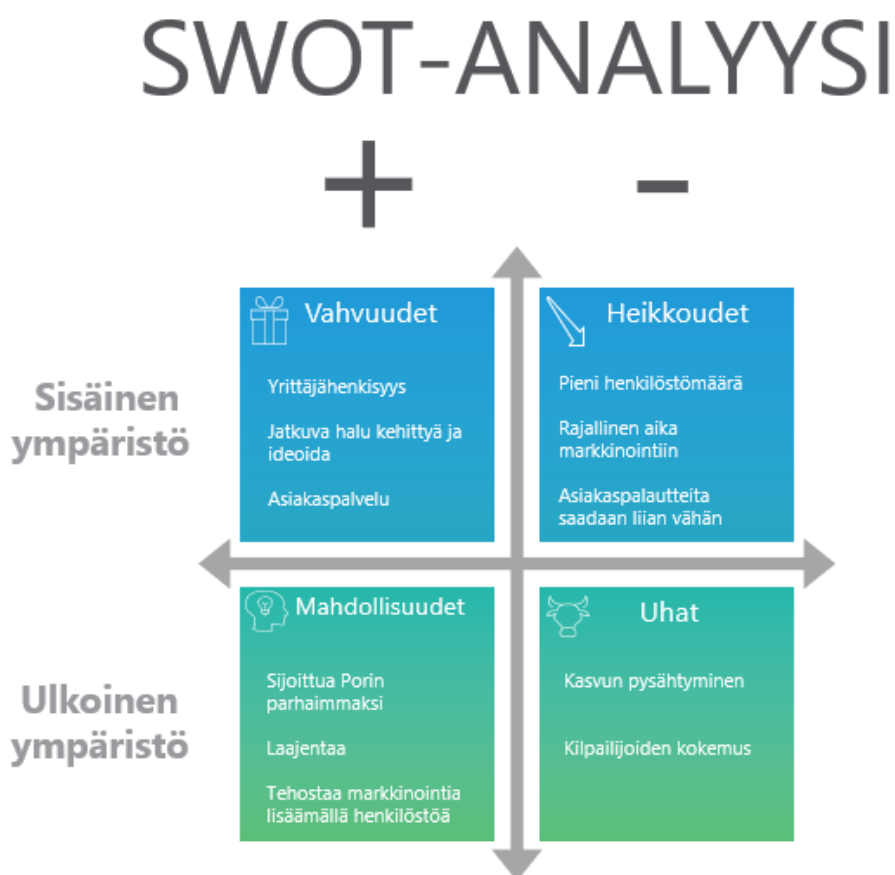 SWOT-ANALYYSI
+ -
Sisäinen
ympäristö
Vahvuudet
Yrittäjähenkisyys
Jatkuva halu kehittyä ja
ideoida
Asiakaspalvelu
Heikkoudet
Pieni henkilöstömäärä
Rajallinen aika
markkinointiin
Asiakaspalautteita
saadaan liian vähän
Ulkoinen
ympäristö
Mahdollisuudet
Sijoittua Porin
parhaimmaksi
Laajentaa
Tehostaa markkinointia
lisäämällä henkilöstöä
Uhat
Kasvun pysähtyminen
Kilpailijoiden kokemus